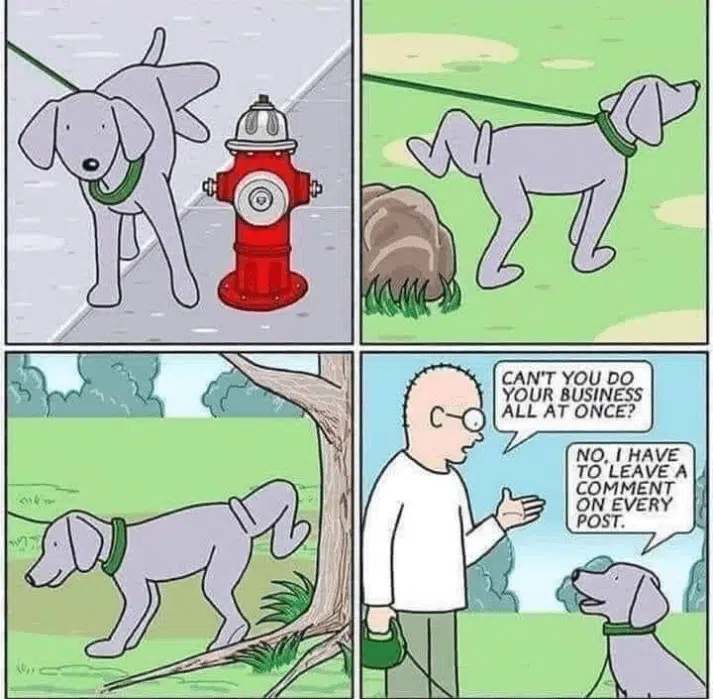 CAN'T YOU DO
YOUR BUSINESS
ALL AT ONCE?
NO, I HAVE
TO LEAVE A
COMMENT
ON EVERY
POST.